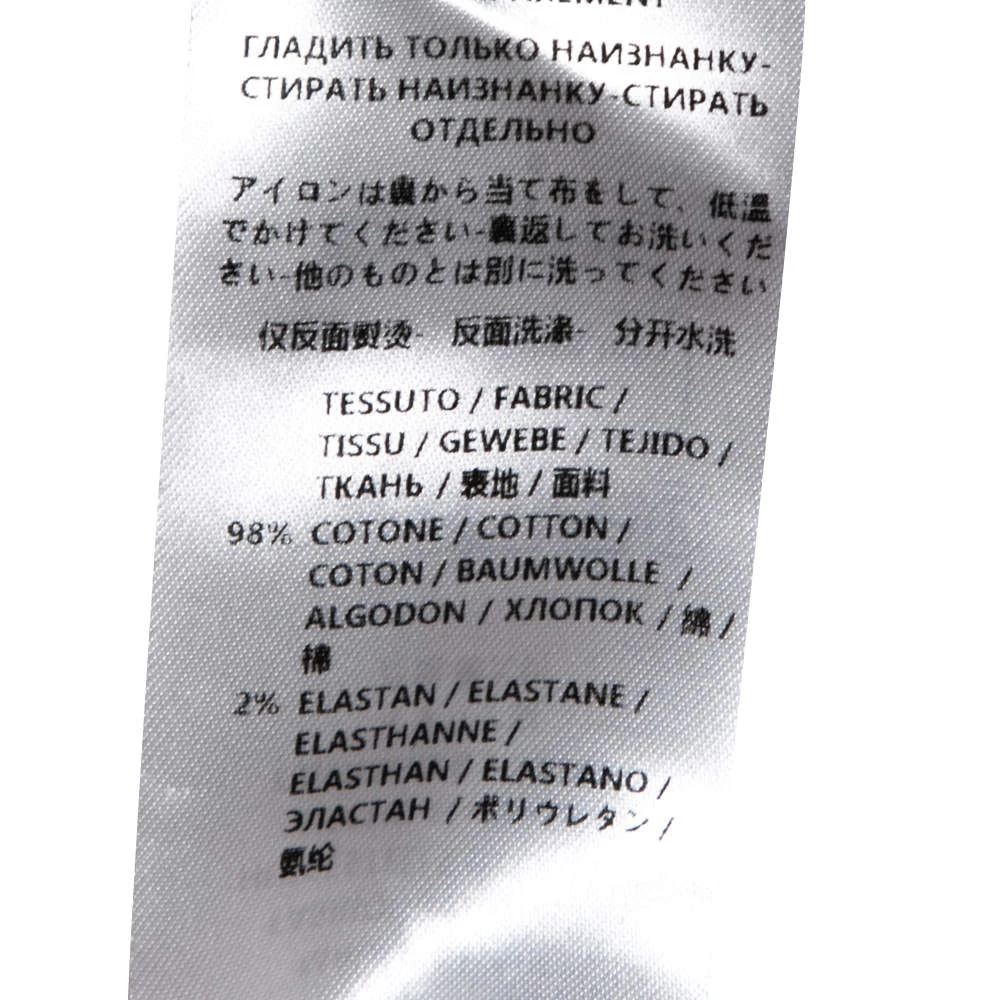 ГЛАДИТЬ ТОЛЬКО НАИЗНАНКУ-
СТИРАТЬ НАИЗНАНКУ-СТИРАТЬ
ОТДЕЛЬНО
アイロンは裏から当て布をして、低温
でかけてください-裏返してお洗いくだ
さい-他のものとは別に洗ってください
仅反面熨烫- 反面洗涤- 分开水洗
TESSUTO / FABRIC /
TISSU / GEWEBE / TEJIDO /
ТКАНЬ / 表地 / 面料
98% COTONE / COTTON /
COTON / BAUMWOLLE /
ALGODON / ХЛОПОК / 綿 /
棉
2% ELASTAN / ELASTANE /
ELASTHANNE /
ELASTHAN / ELASTANO /
ЭЛАСТАН / ポリウレタン /
氨纶